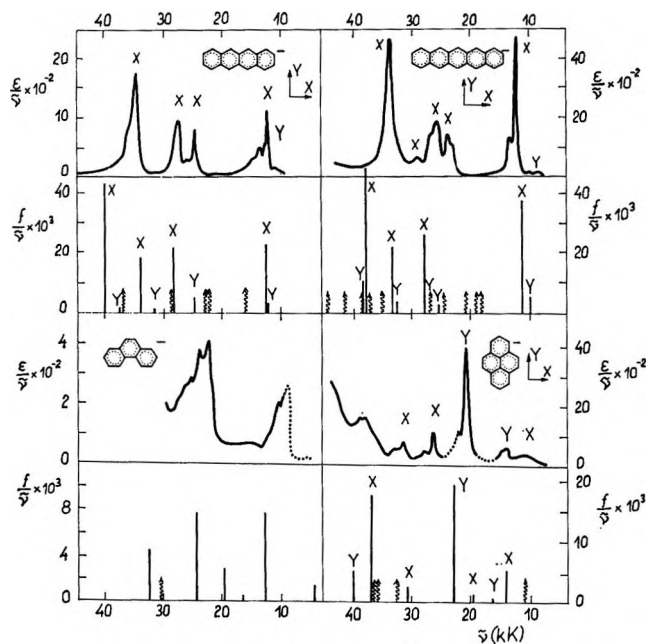 40 30 20 10 40 30 20 10
ε/ν̃ ×10⁻²
20
10
0
X X X X Y
Y
X
X X X X X Y
Y
X
40
20
0
ε/ν̃ ×10⁻²
f/ν̃ ×10³
40
20
0
X Y X Y X Y X Y
X Y X Y X Y X Y
40
20
0
f/ν̃ ×10³
ε/ν̃ ×10⁻²
4
2
0
X X Y Y X
Y
X
40
20
0
ε/ν̃ ×10⁻²
f/ν̃ ×10³
8
4
0
Y X X Y X Y X
20
10
0
f/ν̃ ×10³
40 30 20 10 40 30 20 10 ν̃ (kK)